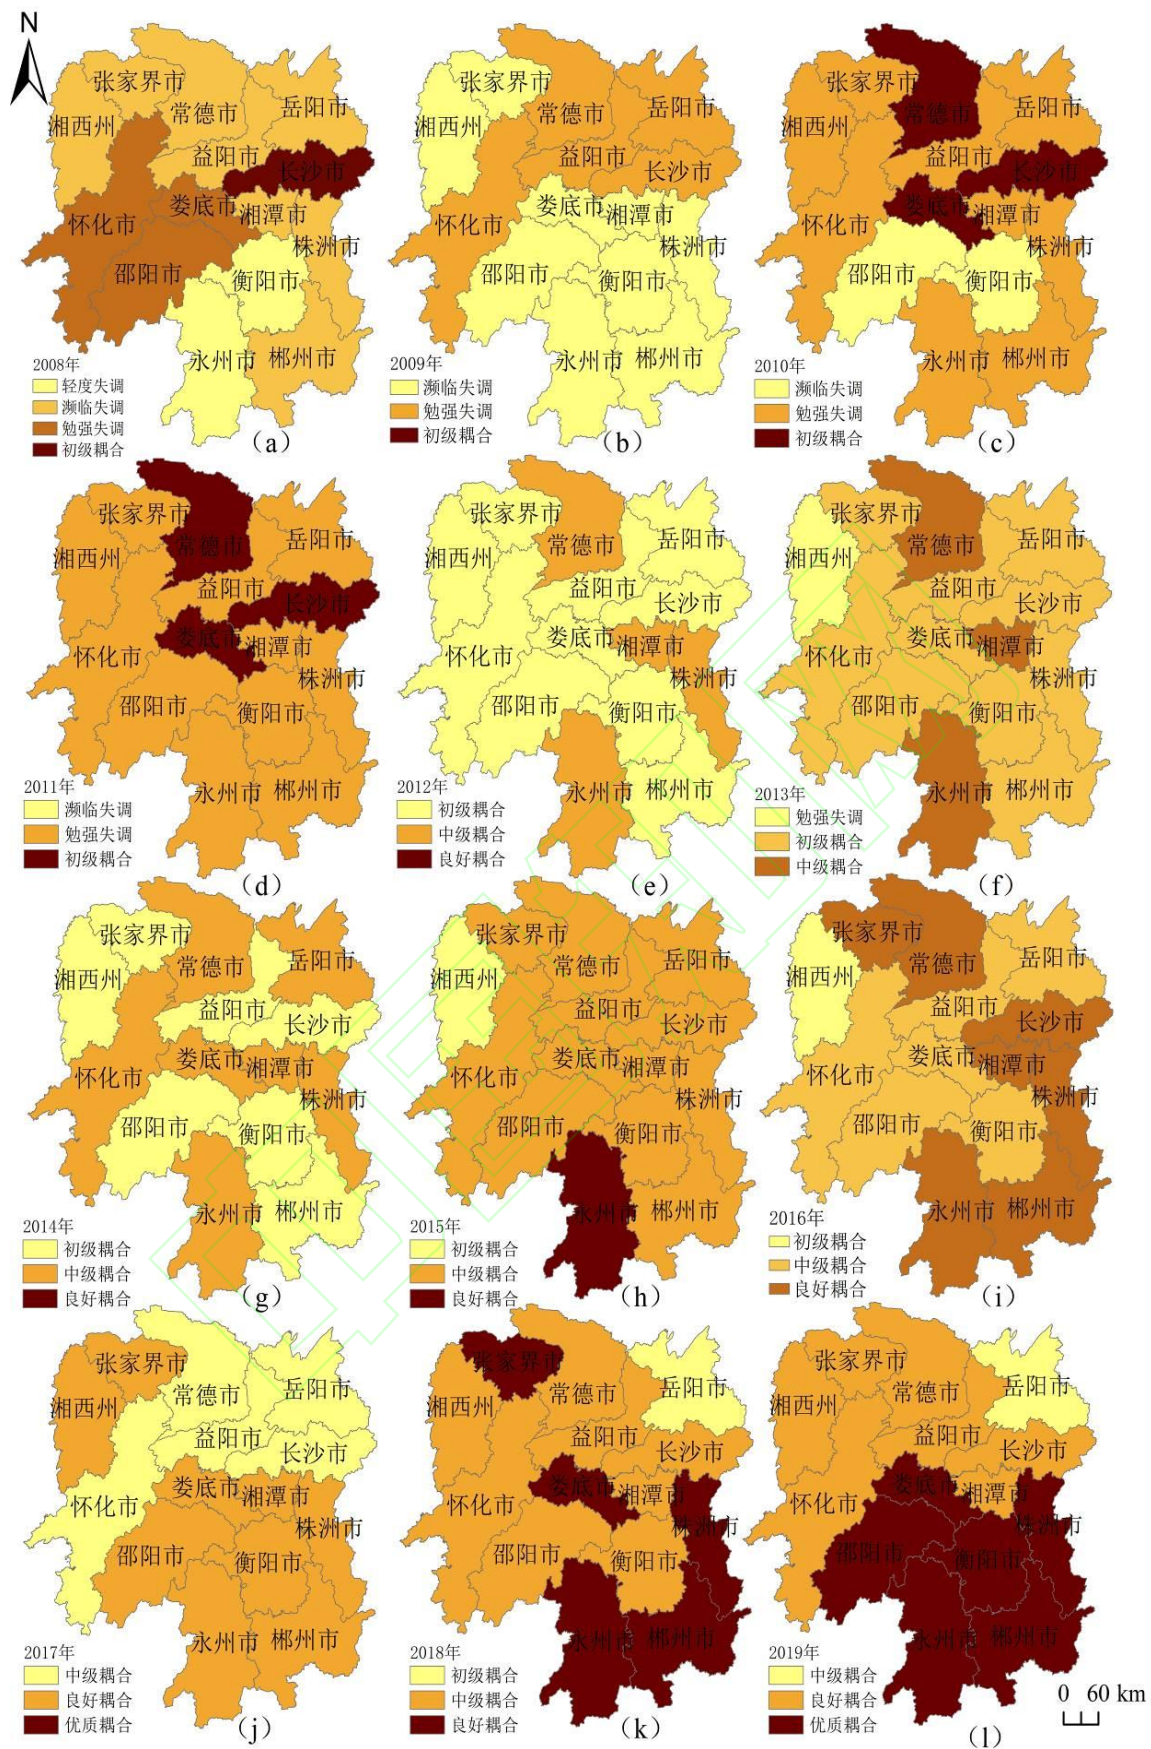 N
张家界市
常德市
岳阳市
湘西州
益阳市
长沙市
娄底市
湘潭市
怀化市
株洲市
邵阳市
衡阳市
永州市
郴州市
2008年
轻度失调
濒临失调
勉强失调
初级耦合
(a)
张家界市
常德市
岳阳市
湘西州
益阳市
长沙市
娄底市
湘潭市
怀化市
株洲市
邵阳市
衡阳市
永州市
郴州市
2009年
濒临失调
勉强失调
初级耦合
(b)
张家界市
常德市
岳阳市
湘西州
益阳市
长沙市
娄底市
湘潭市
怀化市
株洲市
邵阳市
衡阳市
永州市
郴州市
2010年
濒临失调
勉强失调
初级耦合
(c)
张家界市
常德市
岳阳市
湘西州
益阳市
长沙市
娄底市
湘潭市
怀化市
株洲市
邵阳市
衡阳市
永州市
郴州市
2011年
濒临失调
勉强失调
初级耦合
(d)
张家界市
常德市
岳阳市
湘西州
益阳市
长沙市
娄底市
湘潭市
怀化市
株洲市
邵阳市
衡阳市
永州市
郴州市
2012年
初级耦合
中级耦合
良好耦合
(e)
张家界市
常德市
岳阳市
湘西州
益阳市
长沙市
娄底市
湘潭市
怀化市
株洲市
邵阳市
衡阳市
永州市
郴州市
2013年
勉强失调
初级耦合
中级耦合
(f)
张家界市
常德市
岳阳市
湘西州
益阳市
长沙市
娄底市
湘潭市
怀化市
株洲市
邵阳市
衡阳市
永州市
郴州市
2014年
初级耦合
中级耦合
良好耦合
(g)
张家界市
常德市
岳阳市
湘西州
益阳市
长沙市
娄底市
湘潭市
怀化市
株洲市
邵阳市
衡阳市
永州市
郴州市
2015年
初级耦合
中级耦合
良好耦合
(h)
张家界市
常德市
岳阳市
湘西州
益阳市
长沙市
娄底市
湘潭市
怀化市
株洲市
邵阳市
衡阳市
永州市
郴州市
2016年
初级耦合
中级耦合
良好耦合
(i)
张家界市
常德市
岳阳市
湘西州
益阳市
长沙市
娄底市
湘潭市
怀化市
株洲市
邵阳市
衡阳市
永州市
郴州市
2017年
中级耦合
良好耦合
优质耦合
(j)
张家界市
常德市
岳阳市
湘西州
益阳市
长沙市
娄底市
湘潭市
怀化市
株洲市
邵阳市
衡阳市
永州市
郴州市
2018年
初级耦合
中级耦合
良好耦合
(k)
张家界市
常德市
岳阳市
湘西州
益阳市
长沙市
娄底市
湘潭市
怀化市
株洲市
邵阳市
衡阳市
永州市
郴州市
2019年
中级耦合
良好耦合
优质耦合
(l)
0 60 km